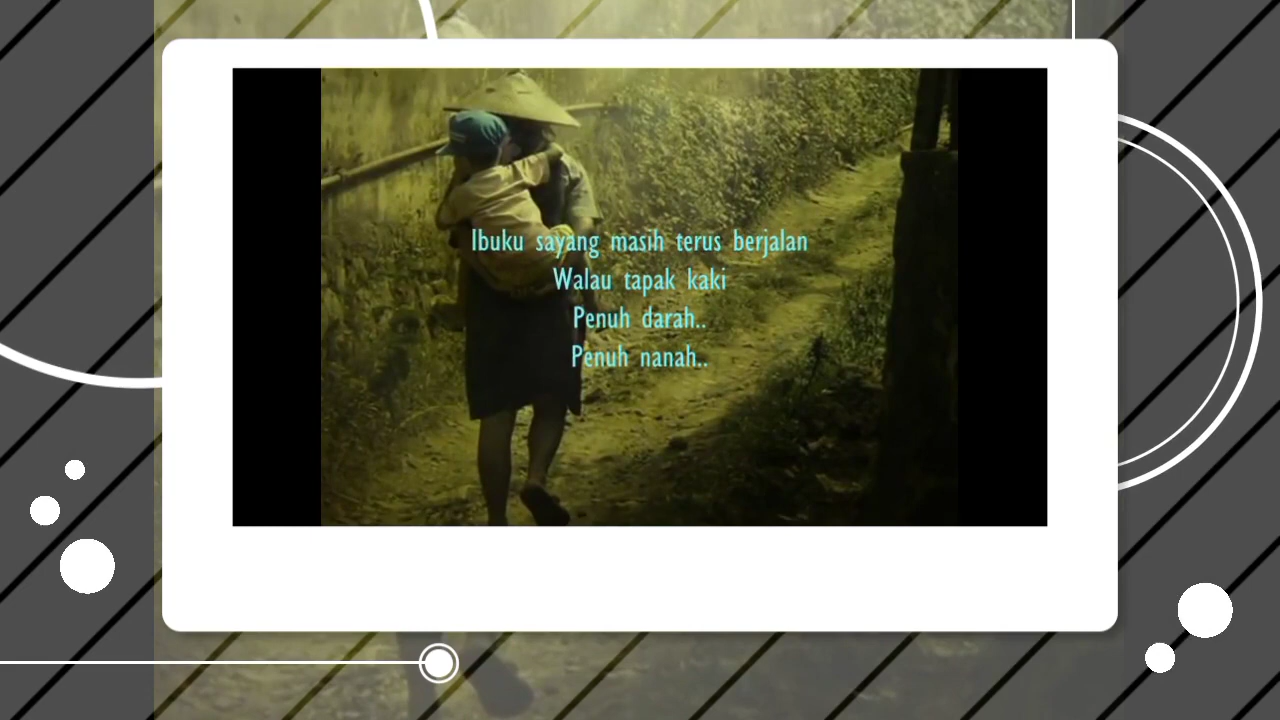 Ibuku sayang masih terus berjalan
Walau tapak kaki
Penuh darah..
Penuh nanah..